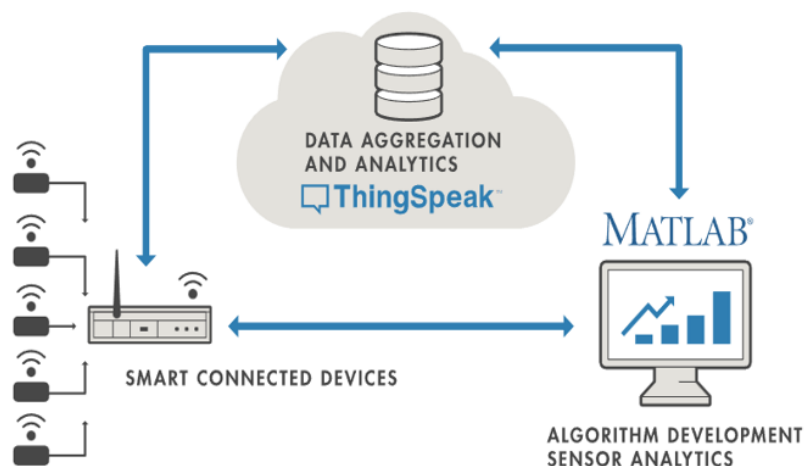 DATA AGGREGATION
AND ANALYTICS
ThingSpeak™
MATLAB®
SMART CONNECTED DEVICES
ALGORITHM DEVELOPMENT
SENSOR ANALYTICS